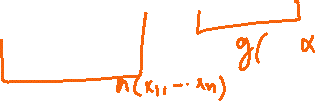 g( α
n(x₁, ... xₙ)